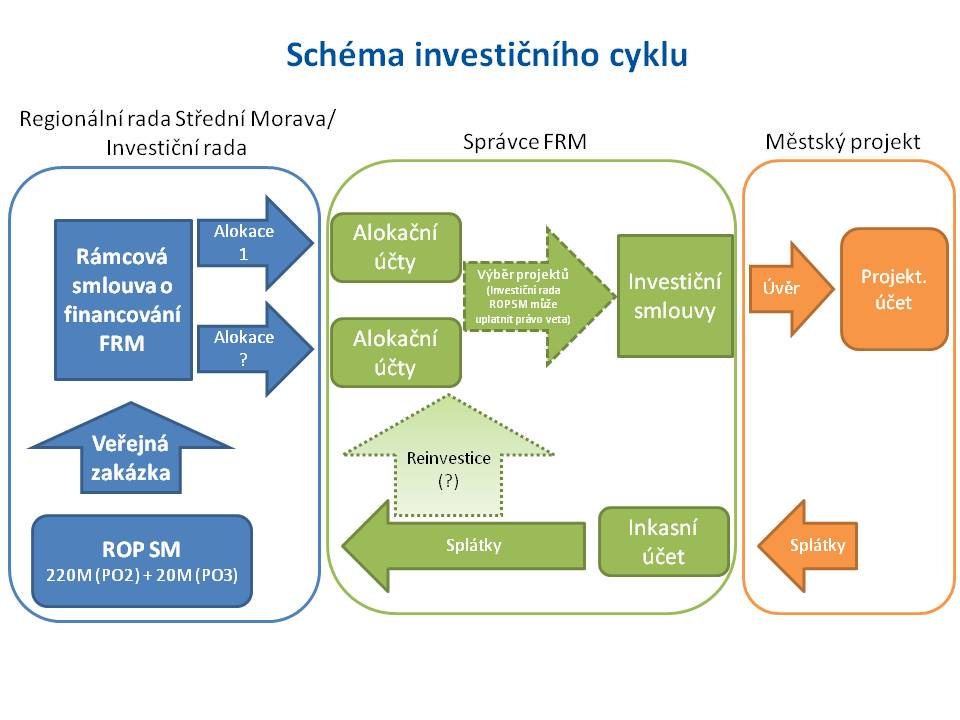 Schéma investičního cyklu
Regionální rada Střední Morava/
Investiční rada
Správce FRM
Městský projekt
Rámcová
smlouva o
financování
FRM
Alokace
1
Alokace
?
Veřejná
zakázka
ROP SM
220M (PO2) + 20M (PO3)
Alokační
účty
Alokační
účty
Výběr projektů
(Investiční rada
ROPSM může
uplatnit právo veta)
Investiční
smlouvy
Reinvestice
(?)
Splátky
Inkasní
účet
Úvěr
Projekt.
účet
Splátky